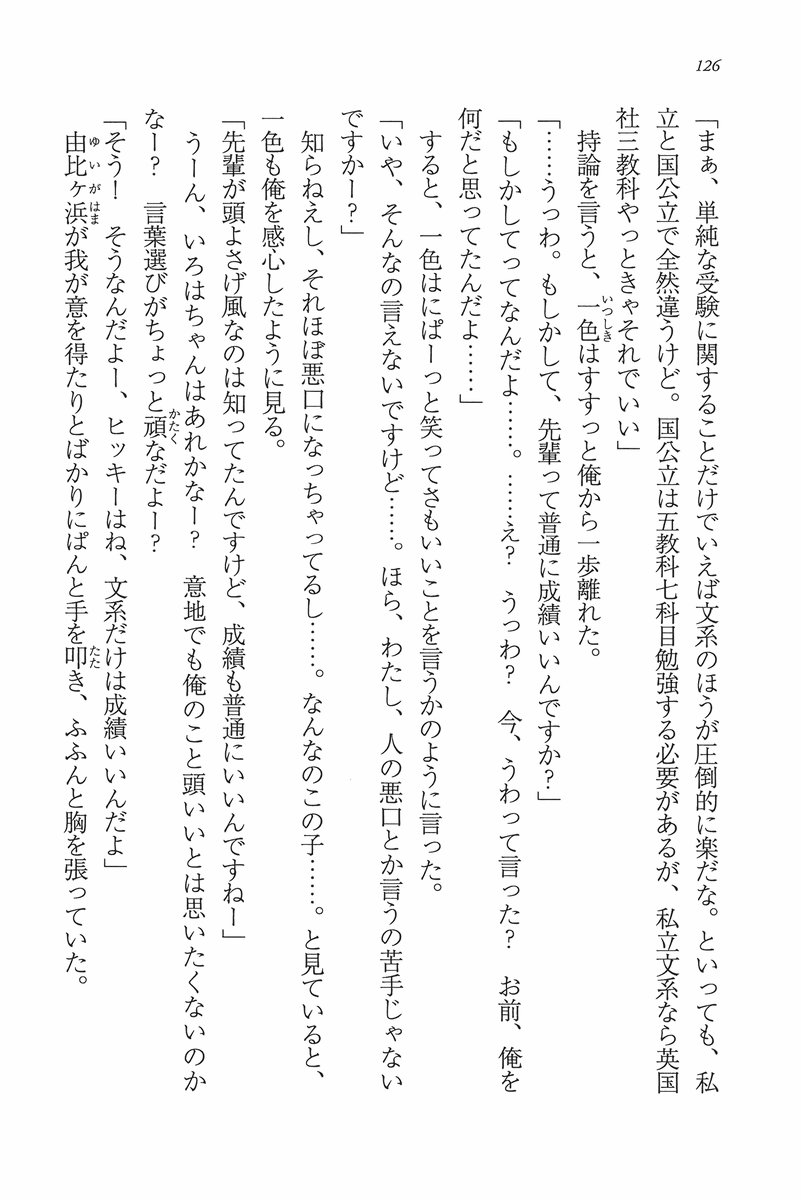 126
「まぁ、単純な受験に関することだけでいえば文系のほうが圧倒的に楽だな。といっても、私
立と国公立で全然違うけど。国公立は五教科七科目勉強する必要があるが、私立文系なら英国
社三教科やっときゃそれでいい」
　持論を言うと、一色はすすっと俺から一歩離れた。
「……うっわ。もしかして、先輩って普通に成績いいんですか？」
「もしかしてってなんだよ……。……え？　うっわ？　今、うわって言った？　お前、俺を
何だと思ってたんだよ……」
　すると、一色はにぱーっと笑ってさもいいことを言うかのように言った。
「いや、そんなの言えないですけど……。ほら、わたし、人の悪口とか言うの苦手じゃない
ですかー？」
　知らねえし、それほぼ悪口になっちゃってるし……。なんなのこの子……。と見ていると、
一色も俺を感心したように見る。
「先輩が頭よさげ風なのは知ってたんですけど、成績も普通にいいんですねー」
　うーん、いろはちゃんはあれかなー？　意地でも俺のこと頭いいとは思いたくないのか
なー？　言葉選びがちょっと頑なだよー？
「そう！　そうなんだよー、ヒッキーはね、文系だけは成績いいんだよ」
　由比ヶ浜が我が意を得たりとばかりにぱんと手を叩き、ふふんと胸を張っていた。